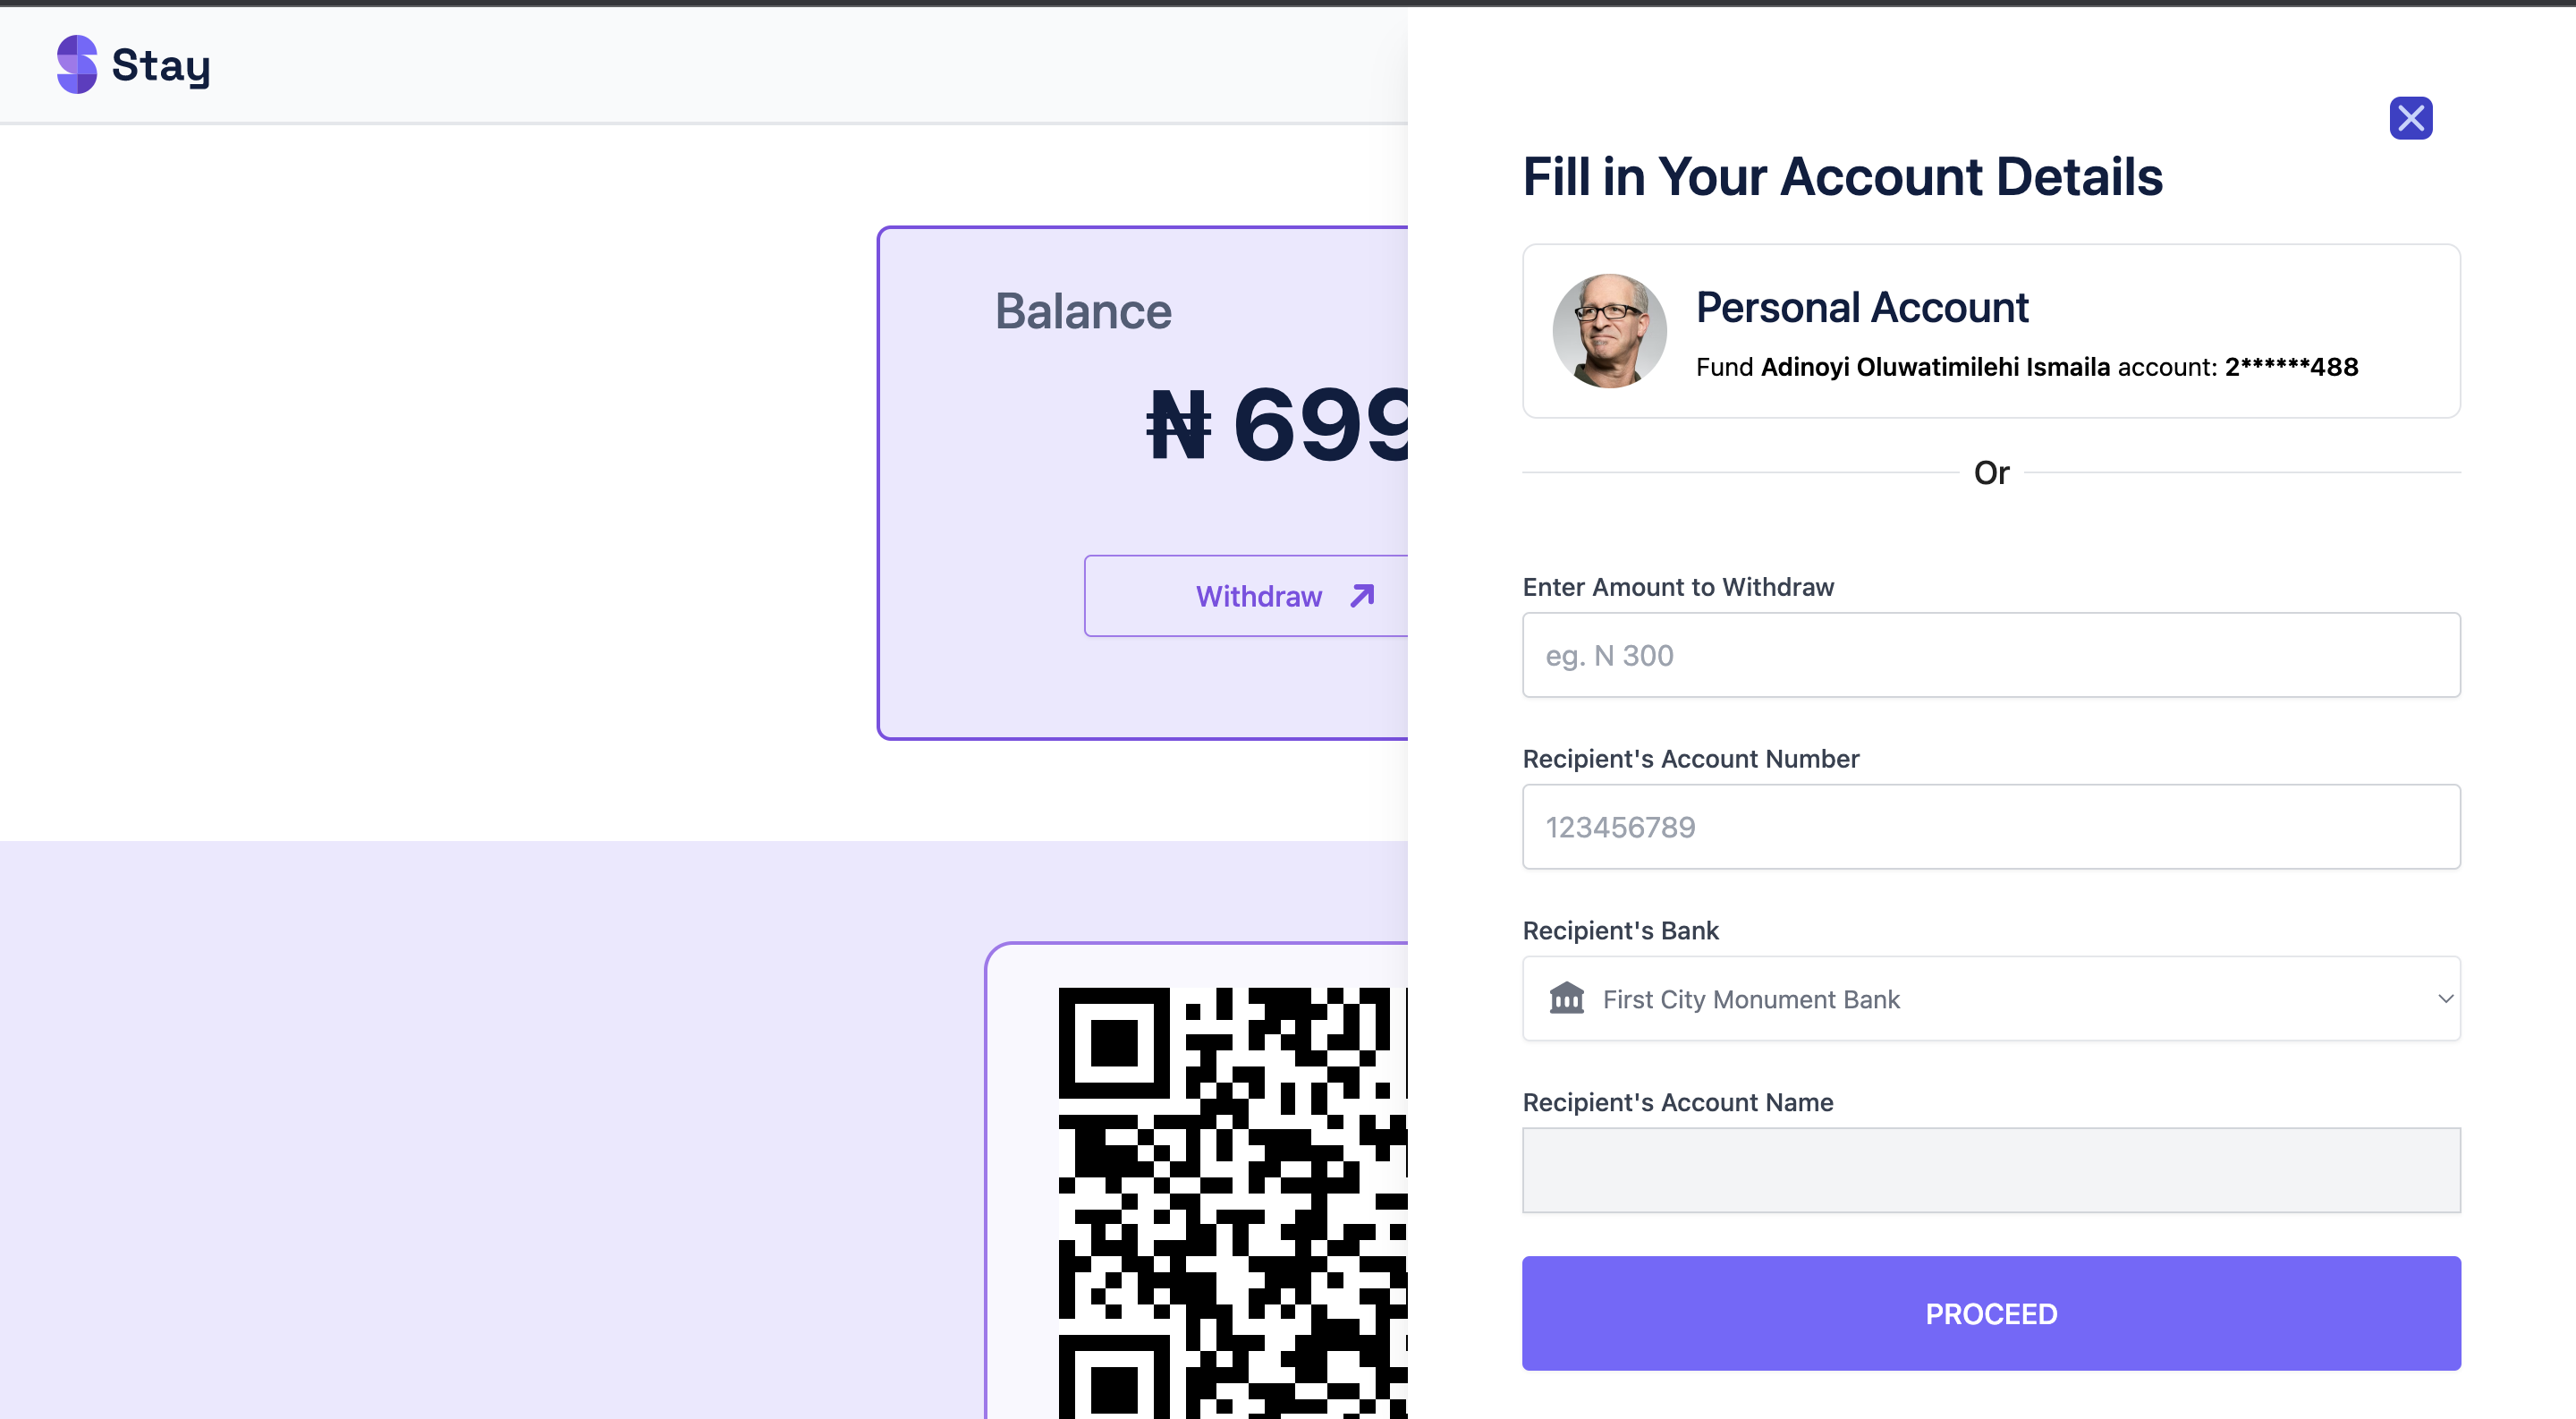 Stay
Balance
₦ 699
Withdraw
Fill in Your Account Details
Personal Account
Fund Adinoyi Oluwatimilehi Ismaila account: 2******488
Or
Enter Amount to Withdraw
eg. N 300
Recipient's Account Number
123456789
Recipient's Bank
First City Monument Bank
Recipient's Account Name
PROCEED